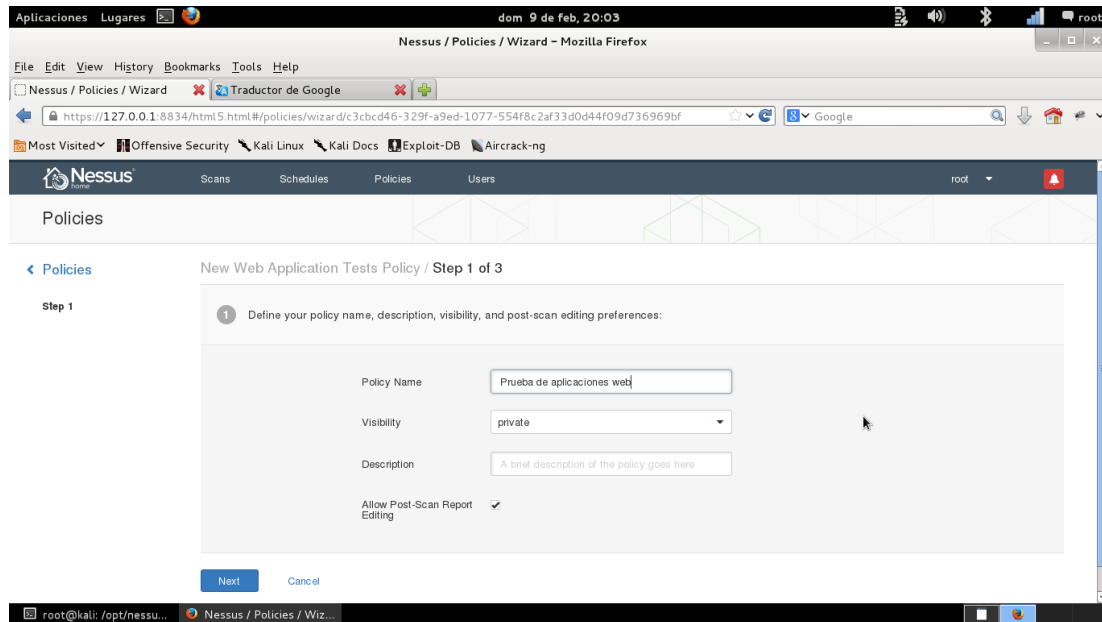 Aplicaciones Lugares dom 9 de feb, 20:03 root
Nessus / Policies / Wizard - Mozilla Firefox
File Edit View History Bookmarks Tools Help
Nessus / Policies / Wizard Traductor de Google
https://127.0.0.1:8834/html5.html#/policies/wizard/c3cbcd46-329f-a9ed-1077-554f8c2af33d0d44f09d736969bf Google
Most Visited Offensive Security Kali Linux Kali Docs Exploit-DB Aircrack-ng
Nessus home Scans Schedules Policies Users root
Policies
Policies
New Web Application Tests Policy / Step 1 of 3
Step 1
1 Define your policy name, description, visibility, and post-scan editing preferences:
Policy Name Prueba de aplicaciones web
Visibility private
Description A brief description of the policy goes here
Allow Post-Scan Report
Editing
Next Cancel
root@kali: /opt/nessu... Nessus / Policies / Wiz...